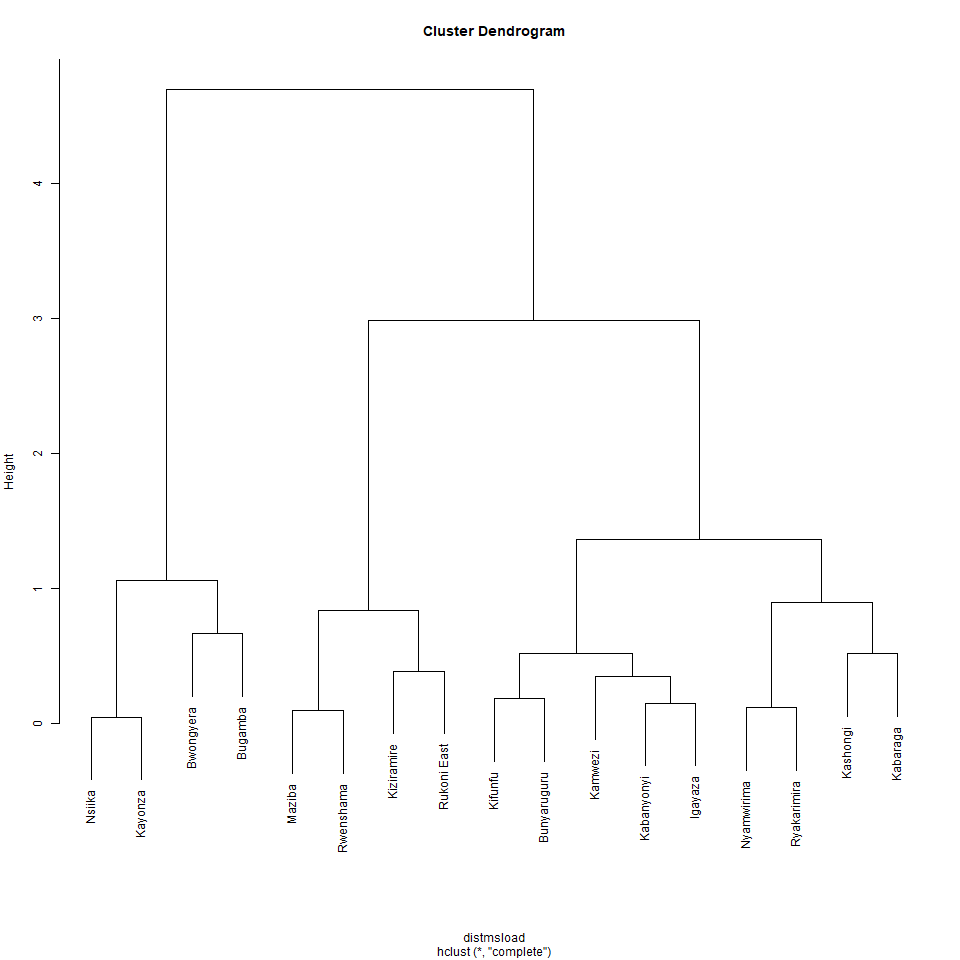 Cluster Dendrogram
Height
4
3
2
1
0
Nsiika
Kayonza
Bwongyera
Bugamba
Maziba
Rwenshama
Kiziramire
Rukoni East
Kifunfu
Bunyaruguru
Kamwezi
Kabanyonyi
Igayaza
Nyamwirima
Ryakarimira
Kashongi
Kabaraga
distmsload
hclust (*, "complete")